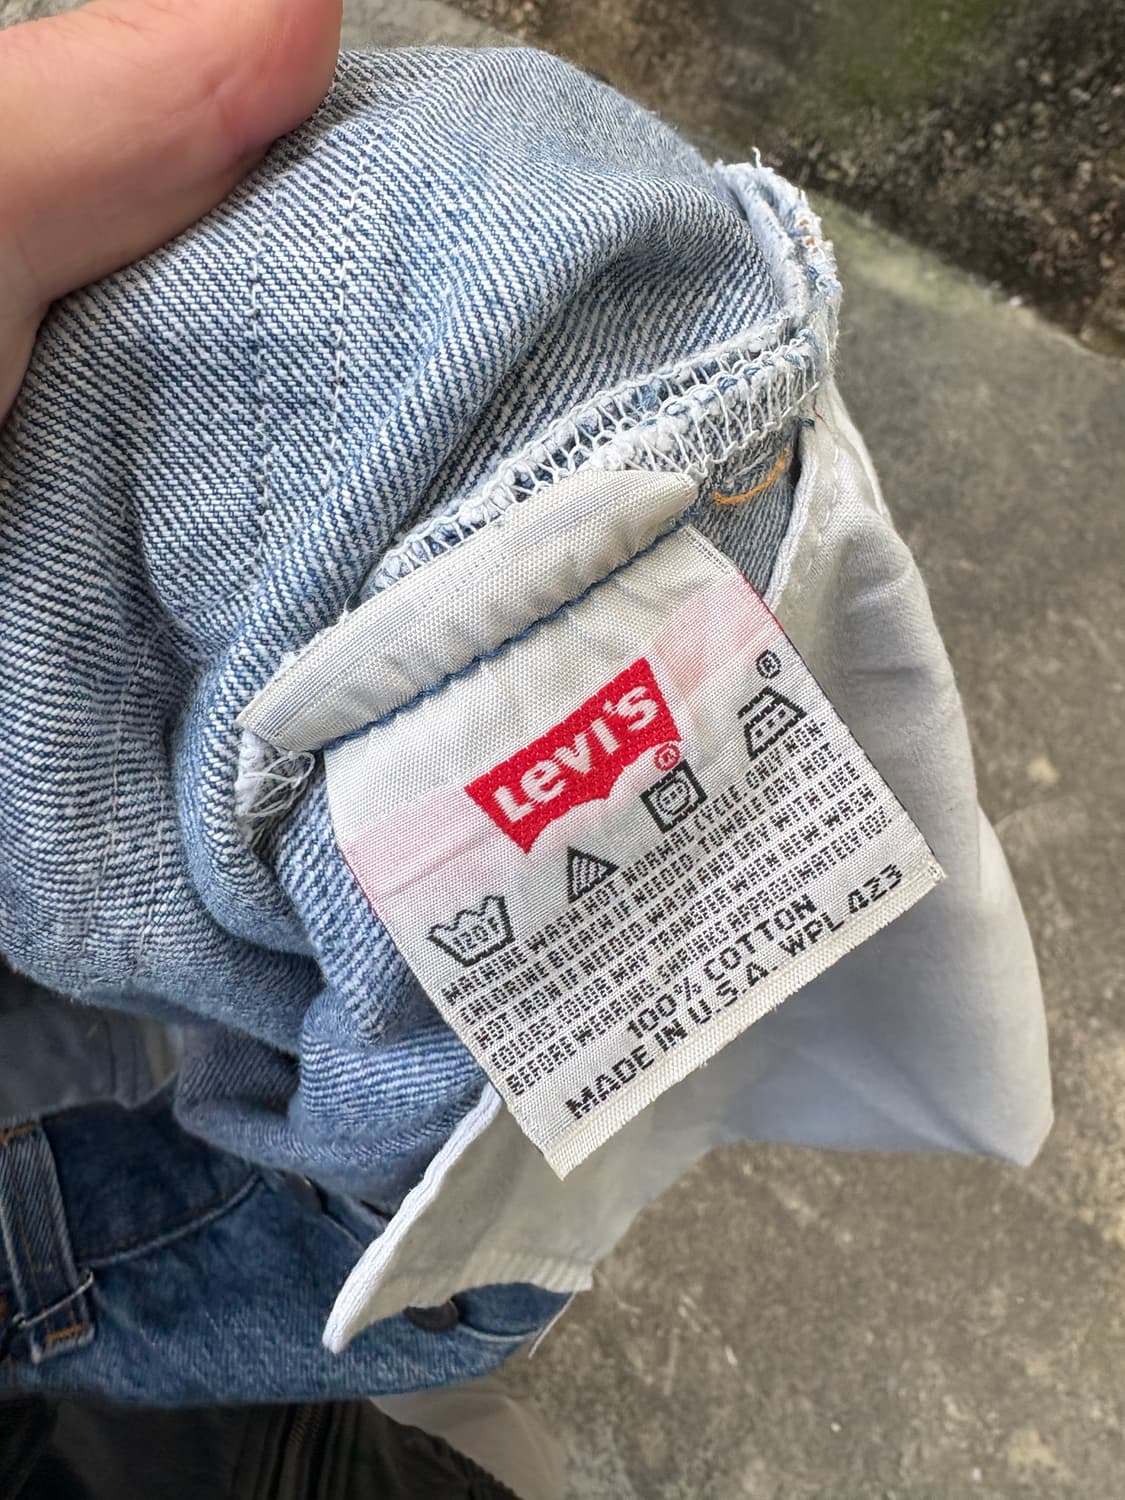 Levi's®
®
120F
MACHINE WASH HOT NORMAL CYCLE. ONLY NON-
CHLORINE BLEACH IF NEEDED. TUMBLE DRY HOT.
HOT IRON IF NEEDED. WASH AND DRY WITH LIKE
COLORS. COLOR MAY TRANSFER WHEN NEW. WASH
BEFORE WEARING. SHRINKS APPROXIMATELY 10%.
100% COTTON
MADE IN U.S.A. WPL 423